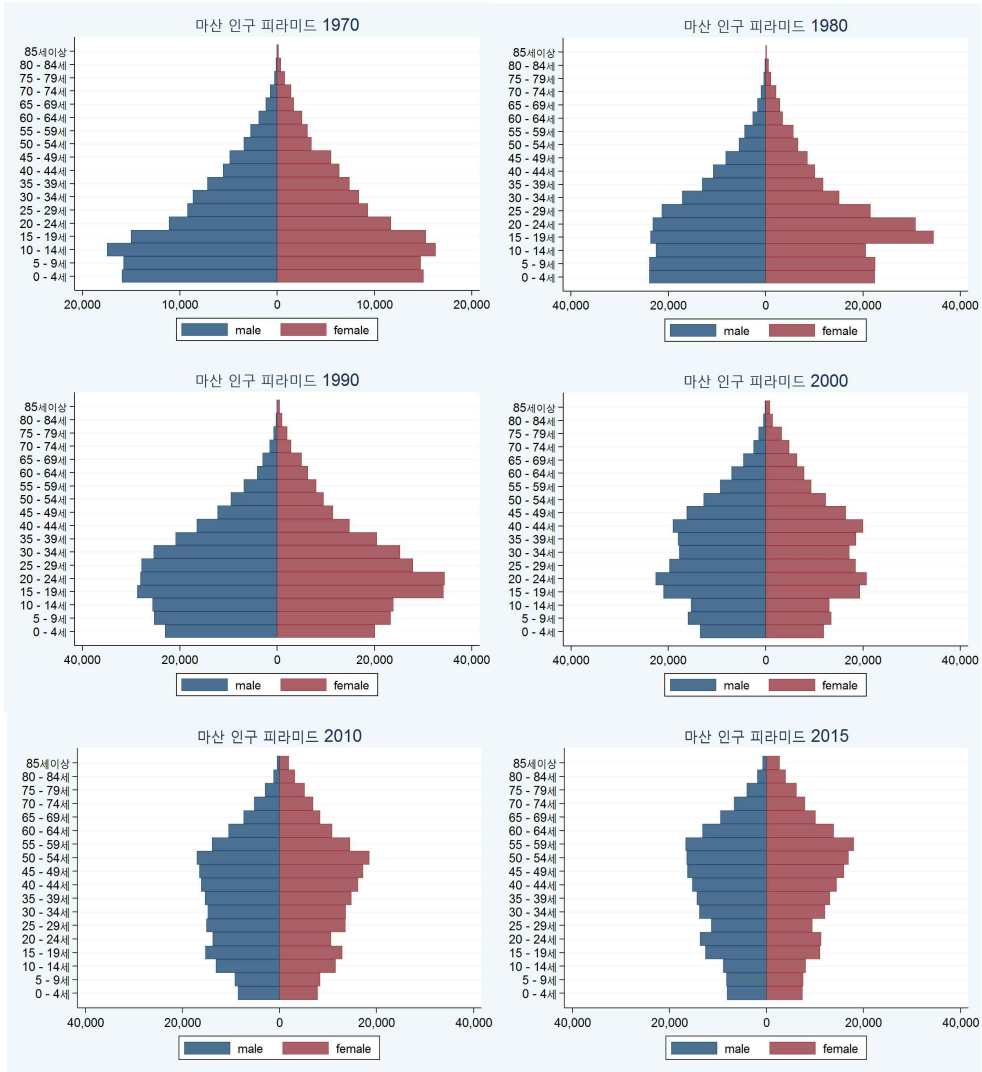 마산 인구 피라미드 1970
85세이상
80 - 84세
75 - 79세
70 - 74세
65 - 69세
60 - 64세
55 - 59세
50 - 54세
45 - 49세
40 - 44세
35 - 39세
30 - 34세
25 - 29세
20 - 24세
15 - 19세
10 - 14세
5 - 9세
0 - 4세
20,000 10,000 0 10,000 20,000
male female
마산 인구 피라미드 1980
85세이상
80 - 84세
75 - 79세
70 - 74세
65 - 69세
60 - 64세
55 - 59세
50 - 54세
45 - 49세
40 - 44세
35 - 39세
30 - 34세
25 - 29세
20 - 24세
15 - 19세
10 - 14세
5 - 9세
0 - 4세
40,000 20,000 0 20,000 40,000
male female
마산 인구 피라미드 1990
85세이상
80 - 84세
75 - 79세
70 - 74세
65 - 69세
60 - 64세
55 - 59세
50 - 54세
45 - 49세
40 - 44세
35 - 39세
30 - 34세
25 - 29세
20 - 24세
15 - 19세
10 - 14세
5 - 9세
0 - 4세
40,000 20,000 0 20,000 40,000
male female
마산 인구 피라미드 2000
85세이상
80 - 84세
75 - 79세
70 - 74세
65 - 69세
60 - 64세
55 - 59세
50 - 54세
45 - 49세
40 - 44세
35 - 39세
30 - 34세
25 - 29세
20 - 24세
15 - 19세
10 - 14세
5 - 9세
0 - 4세
40,000 20,000 0 20,000 40,000
male female
마산 인구 피라미드 2010
85세이상
80 - 84세
75 - 79세
70 - 74세
65 - 69세
60 - 64세
55 - 59세
50 - 54세
45 - 49세
40 - 44세
35 - 39세
30 - 34세
25 - 29세
20 - 24세
15 - 19세
10 - 14세
5 - 9세
0 - 4세
40,000 20,000 0 20,000 40,000
male female
마산 인구 피라미드 2015
85세이상
80 - 84세
75 - 79세
70 - 74세
65 - 69세
60 - 64세
55 - 59세
50 - 54세
45 - 49세
40 - 44세
35 - 39세
30 - 34세
25 - 29세
20 - 24세
15 - 19세
10 - 14세
5 - 9세
0 - 4세
40,000 20,000 0 20,000 40,000
male female